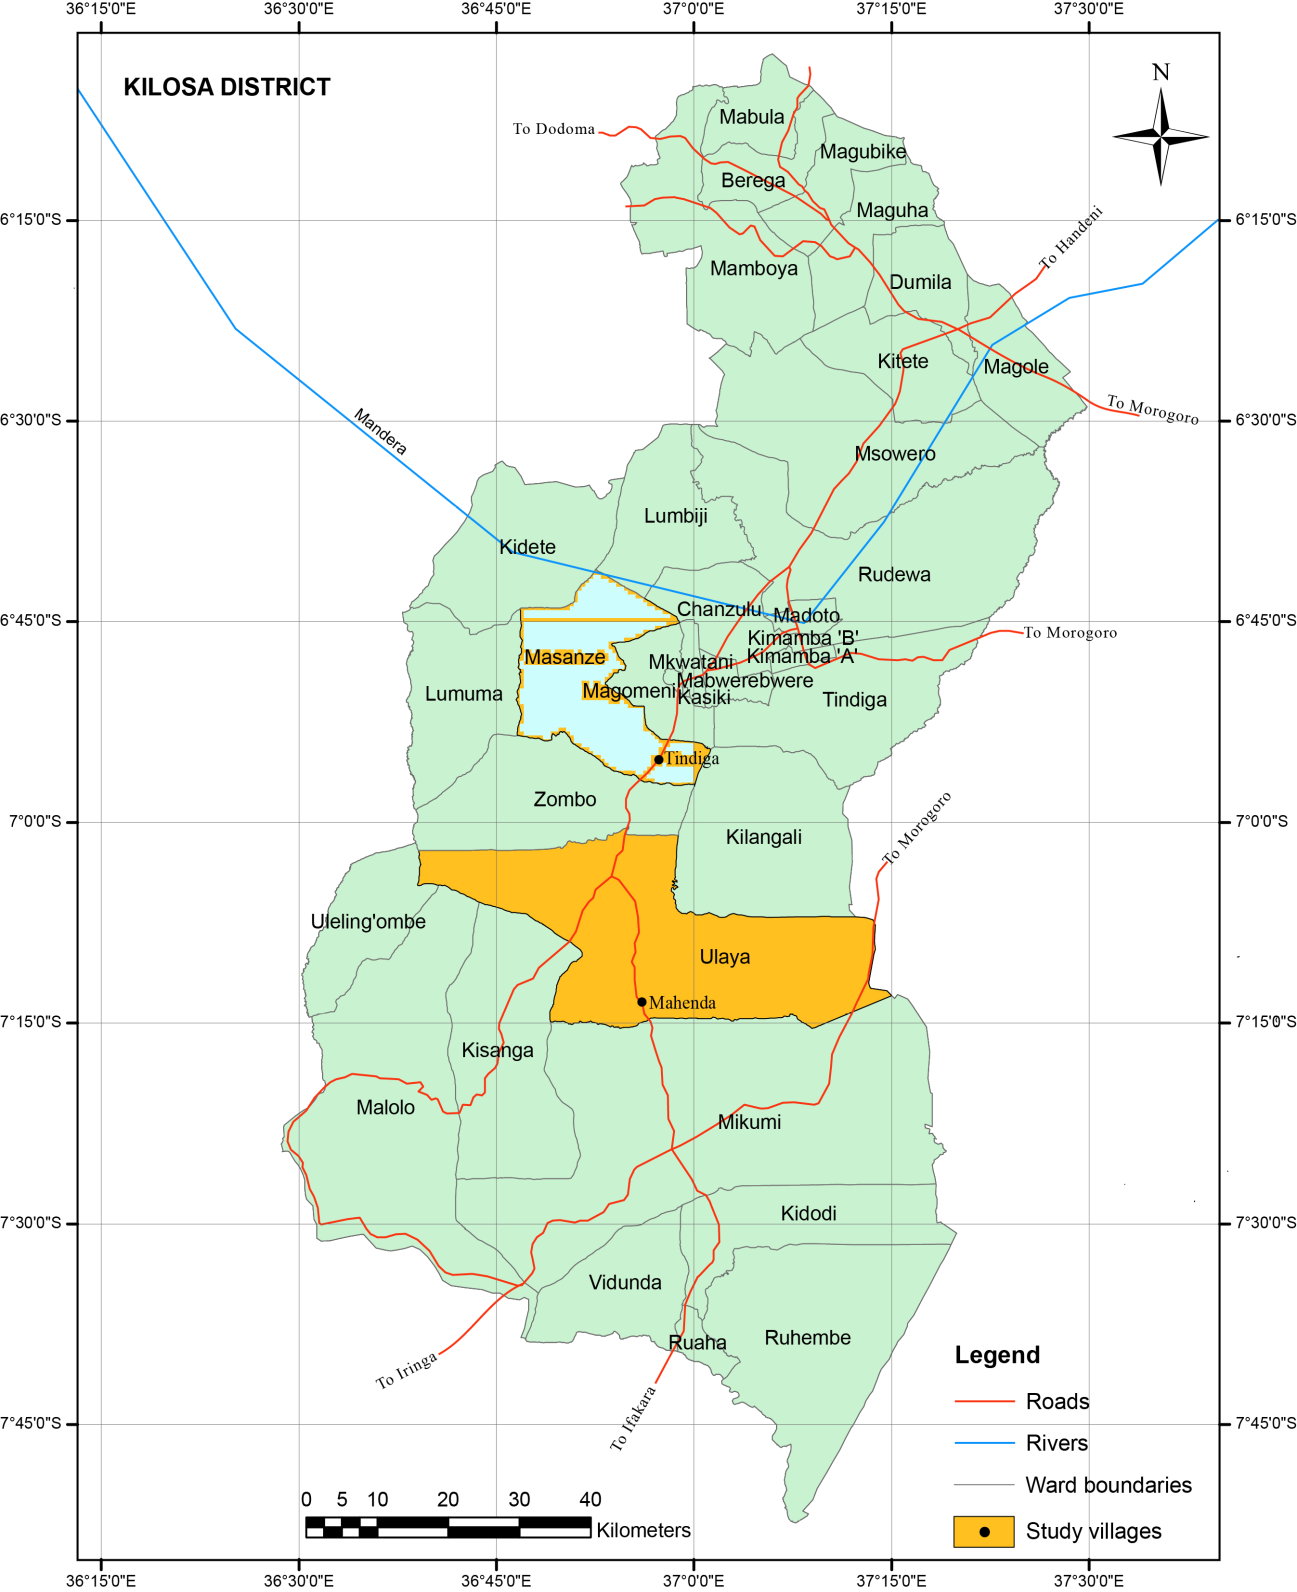 36°15'0"E 36°30'0"E 36°45'0"E 37°0'0"E 37°15'0"E 37°30'0"E
KILOSA DISTRICT
N
To Dodoma
Mabula
Magubike
Berega
Maguha
6°15'0"S 6°15'0"S
To Handeni
Mamboya
Dumila
Kitete
Magole
To Morogoro
6°30'0"S 6°30'0"S
Mandera
Msowero
Lumbiji
Kidete
Rudewa
Chanzulu
Madoto
6°45'0"S 6°45'0"S
Kimamba 'B'
To Morogoro
Masanze
Mkwatani
Kimamba 'A'
Mabwerebwere
Lumuma
Magomeni
Kasiki
Tindiga
Tindiga
Zombo
7°0'0"S 7°0'0"S
Kilangali
To Morogoro
Uleling'ombe
Ulaya
Mahenda
7°15'0"S 7°15'0"S
Kisanga
Malolo
Mikumi
7°30'0"S 7°30'0"S
Kidodi
Vidunda
Ruaha
Ruhembe
To Iringa
To Ifakara
7°45'0"S 7°45'0"S
Legend
Roads
Rivers
Ward boundaries
Study villages
0 5 10 20 30 40
Kilometers
36°15'0"E 36°30'0"E 36°45'0"E 37°0'0"E 37°15'0"E 37°30'0"E